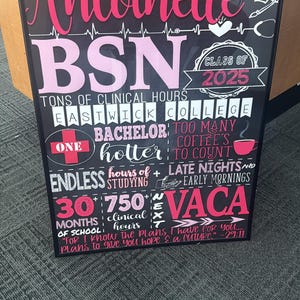 Antoinette
BSN
CLASS OF
2025
TONS OF CLINICAL HOURS
EASTWICK COLLEGE
ONE
BACHELOR
hotter
TOO MANY
COFFEE'S
TO COUNT
ENDLESS
hours of
STUDYING
+
LATE NIGHTS AND
EARLY MORNINGS
30
MONTHS
OF SCHOOL
750+
clinical
hours
NEXT
VACA
"FOR I KNOW THE PLANS I HAVE FOR YOU...
PLANS TO GIVE YOU HOPE & A FUTURE." - 29:11